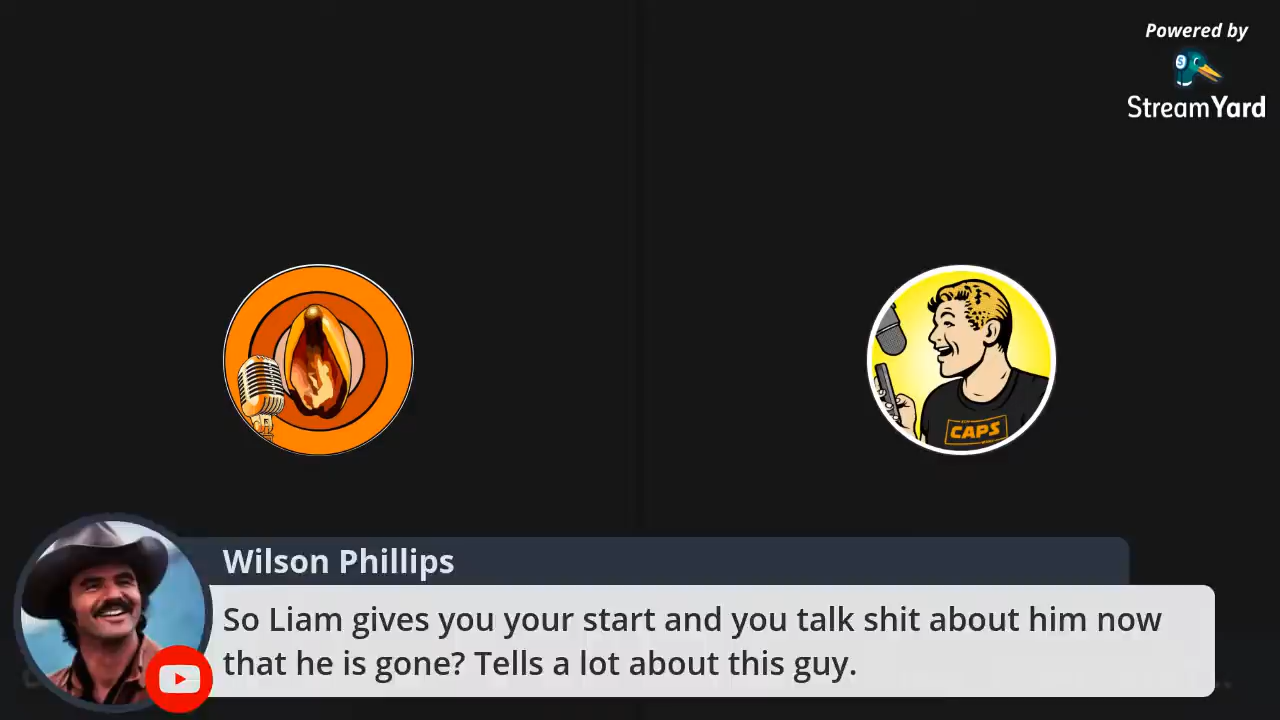 Powered by
StreamYard
CAPS
Wilson Phillips
So Liam gives you your start and you talk shit about him now
that he is gone? Tells a lot about this guy.